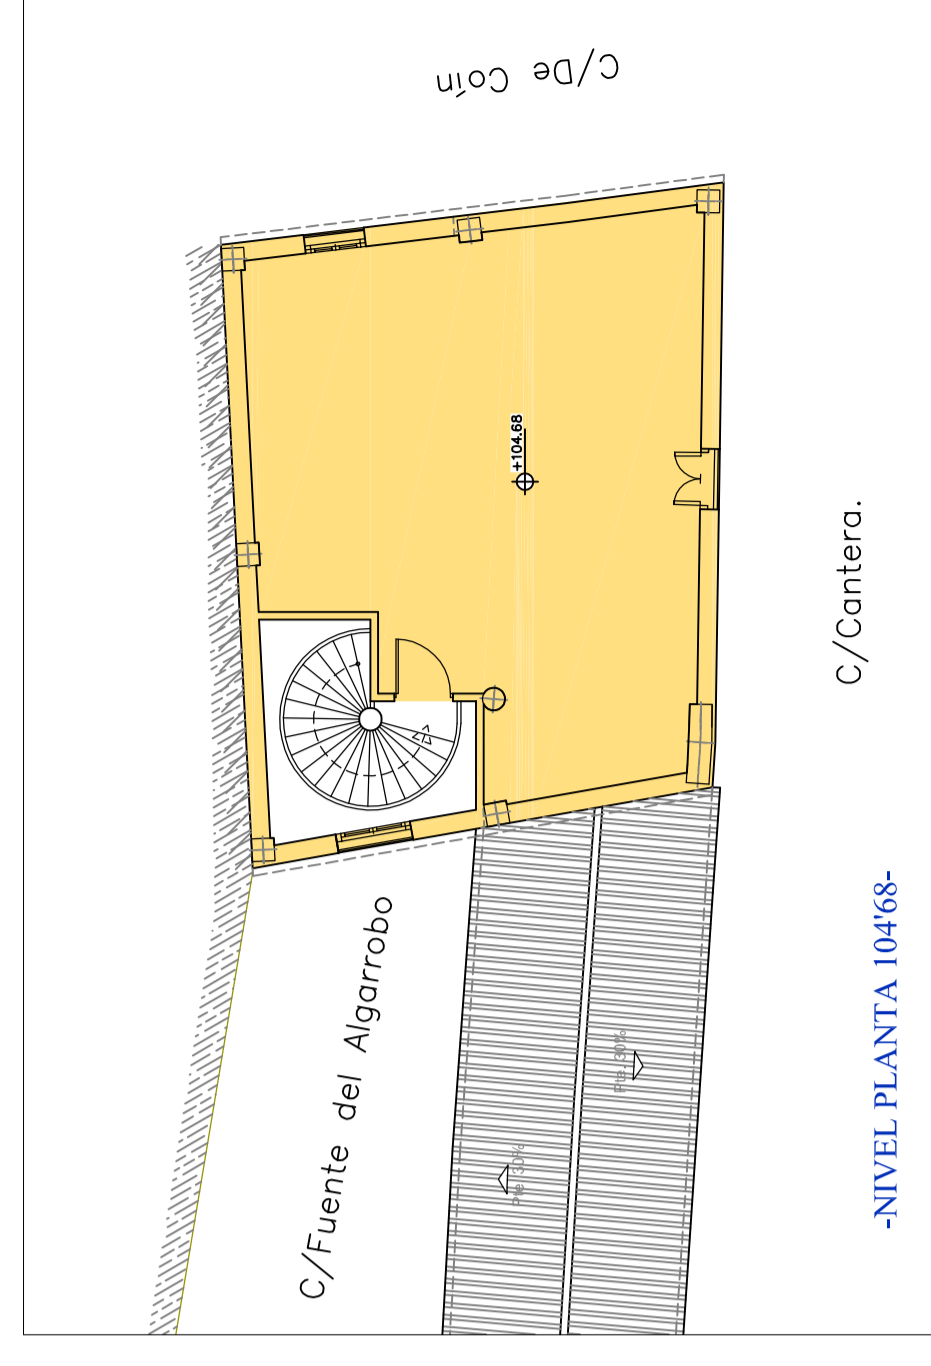 C/De Coín
+104.68
C/Cantera.
C/Fuente del Algarrobo
Pte. 30%
Pte. 30%
-NIVEL PLANTA 104'68-